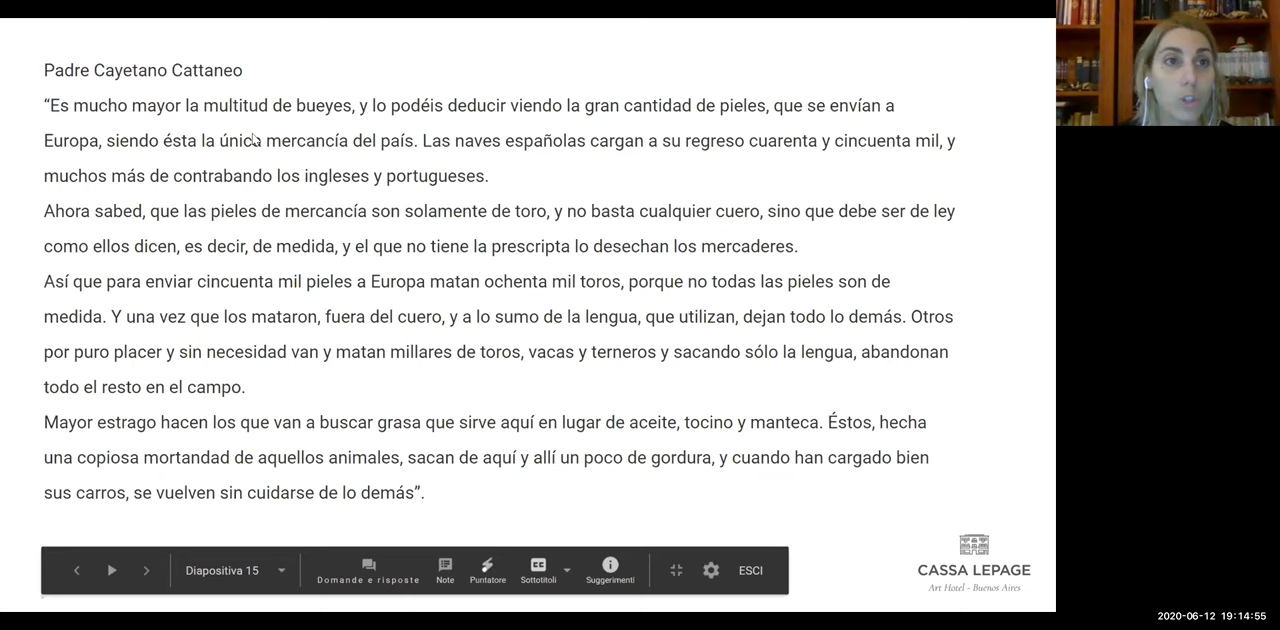 Padre Cayetano Cattaneo
“Es mucho mayor la multitud de bueyes, y lo podéis deducir viendo la gran cantidad de pieles, que se envían a
Europa, siendo ésta la única mercancía del país. Las naves españolas cargan a su regreso cuarenta y cincuenta mil, y
muchos más de contrabando los ingleses y portugueses.
Ahora sabed, que las pieles de mercancía son solamente de toro, y no basta cualquier cuero, sino que debe ser de ley
como ellos dicen, es decir, de medida, y el que no tiene la prescripta lo desechan los mercaderes.
Así que para enviar cincuenta mil pieles a Europa matan ochenta mil toros, porque no todas las pieles son de
medida. Y una vez que los mataron, fuera del cuero, y a lo sumo de la lengua, que utilizan, dejan todo lo demás. Otros
por puro placer y sin necesidad van y matan millares de toros, vacas y terneros y sacando sólo la lengua, abandonan
todo el resto en el campo.
Mayor estrago hacen los que van a buscar grasa que sirve aquí en lugar de aceite, tocino y manteca. Éstos, hecha
una copiosa mortandad de aquellos animales, sacan de aquí y allí un poco de gordura, y cuando han cargado bien
sus carros, se vuelven sin cuidarse de lo demás”.
Diapositiva 15
Domande e risposte
Note
Puntatore
CC
Sottotitoli
Suggerimenti
ESCI
CASSA LEPAGE
Art Hotel - Buenos Aires
2020-06-12 19:14:55